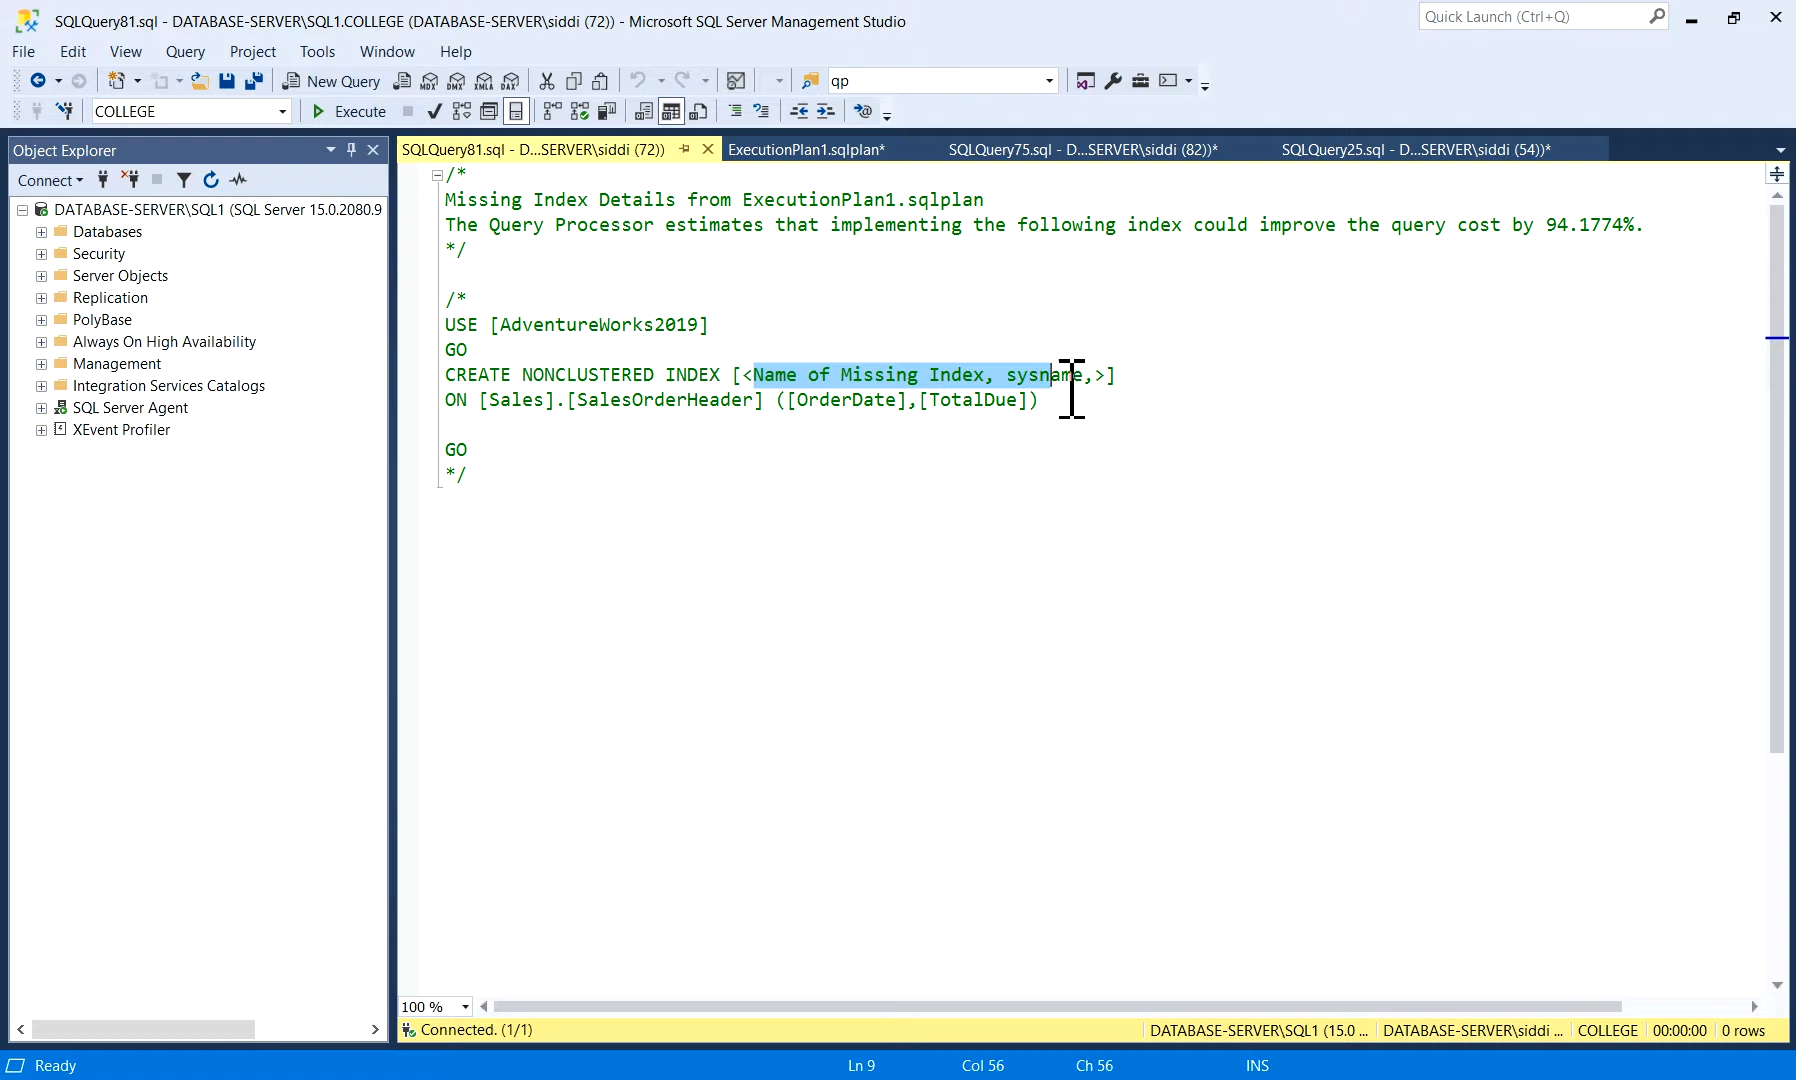 SQLQuery81.sql - DATABASE-SERVER\SQL1.COLLEGE (DATABASE-SERVER\siddi (72)) - Microsoft SQL Server Management Studio
Quick Launch (Ctrl+Q)
File Edit View Query Project Tools Window Help
New Query MDX DMX XMLA DAX qp
COLLEGE Execute
Object Explorer
SQLQuery81.sql - D...SERVER\siddi (72)) ExecutionPlan1.sqlplan* SQLQuery75.sql - D...SERVER\siddi (82))* SQLQuery25.sql - D...SERVER\siddi (54))*
Connect
DATABASE-SERVER\SQL1 (SQL Server 15.0.2080.9
Databases
Security
Server Objects
Replication
PolyBase
Always On High Availability
Management
Integration Services Catalogs
SQL Server Agent
XEvent Profiler
/*
Missing Index Details from ExecutionPlan1.sqlplan
The Query Processor estimates that implementing the following index could improve the query cost by 94.1774%.
*/
/*
USE [AdventureWorks2019]
GO
CREATE NONCLUSTERED INDEX [<Name of Missing Index, sysname,>]
ON [Sales].[SalesOrderHeader] ([OrderDate],[TotalDue])
GO
*/
100 %
Connected. (1/1) DATABASE-SERVER\SQL1 (15.0 ... DATABASE-SERVER\siddi ... COLLEGE 00:00:00 0 rows
Ready Ln 9 Col 56 Ch 56 INS